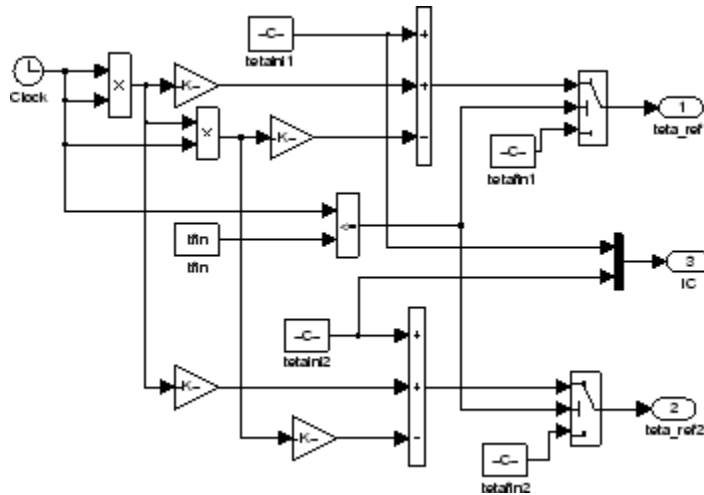 -C-
tetaini1
Clock
×
K-
+
+
-
1
teta_ref
×
K-
-C-
tetafin1
<=
tfin
tfin
3
IC
-C-
tetaini2
+
+
-
K-
K-
2
teta_ref2
-C-
tetafin2